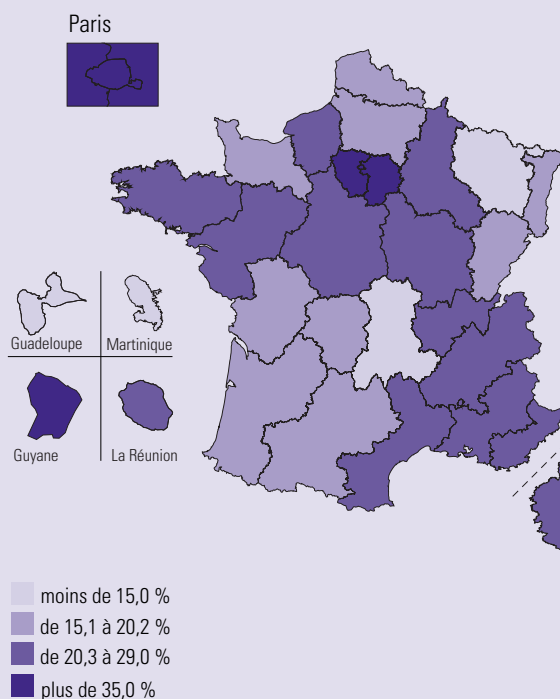 Paris
Guadeloupe
Martinique
Guyane
La Réunion
moins de 15,0 %
de 15,1 à 20,2 %
de 20,3 à 29,0 %
plus de 35,0 %